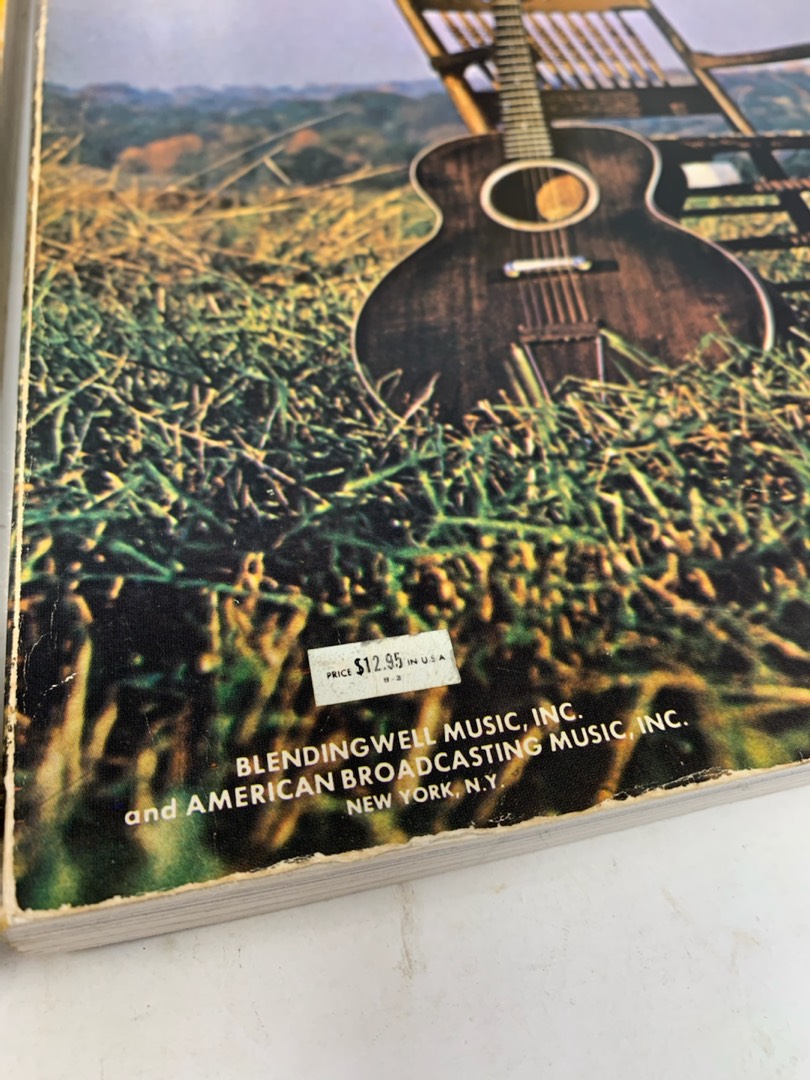 PRICE $12.95 IN U.S.A
BLENDINGWELL MUSIC, INC.
and AMERICAN BROADCASTING MUSIC, INC.
NEW YORK, N.Y.